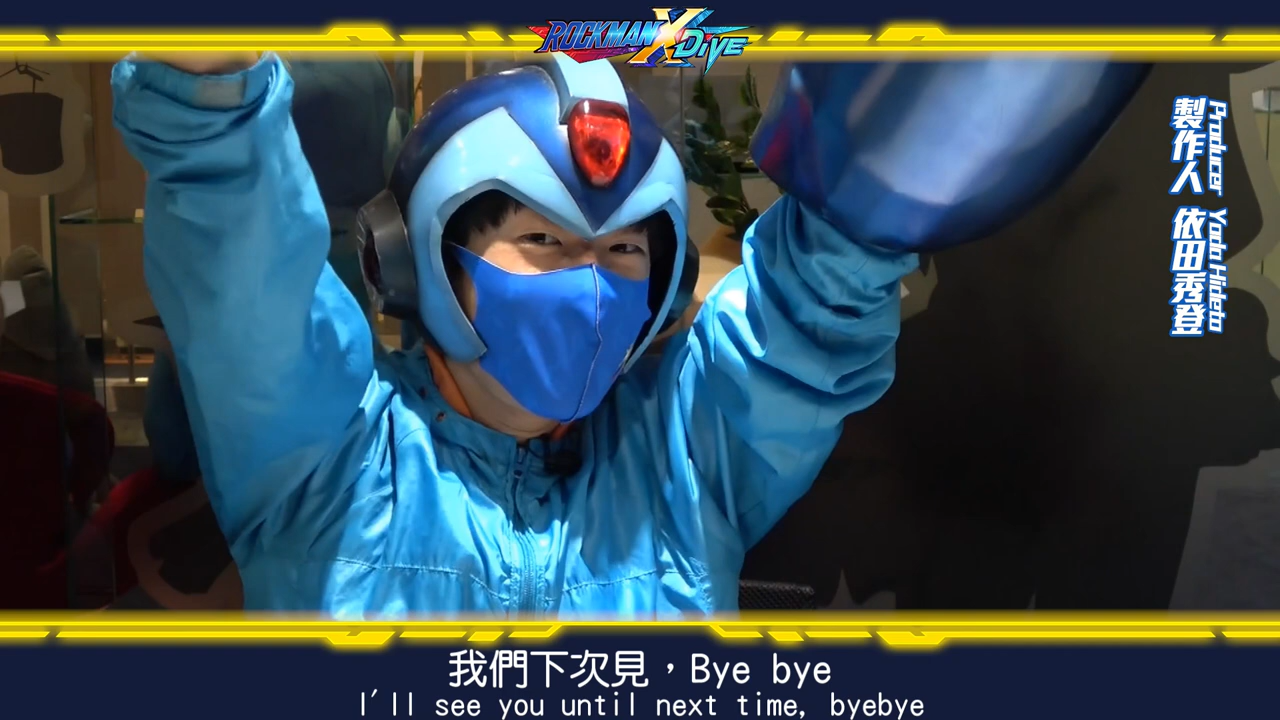 ROCKMAN X DiVE
製作人 依田秀登
Producer Yoda Hideto
我們下次見，Bye bye
I'll see you until next time, byebye